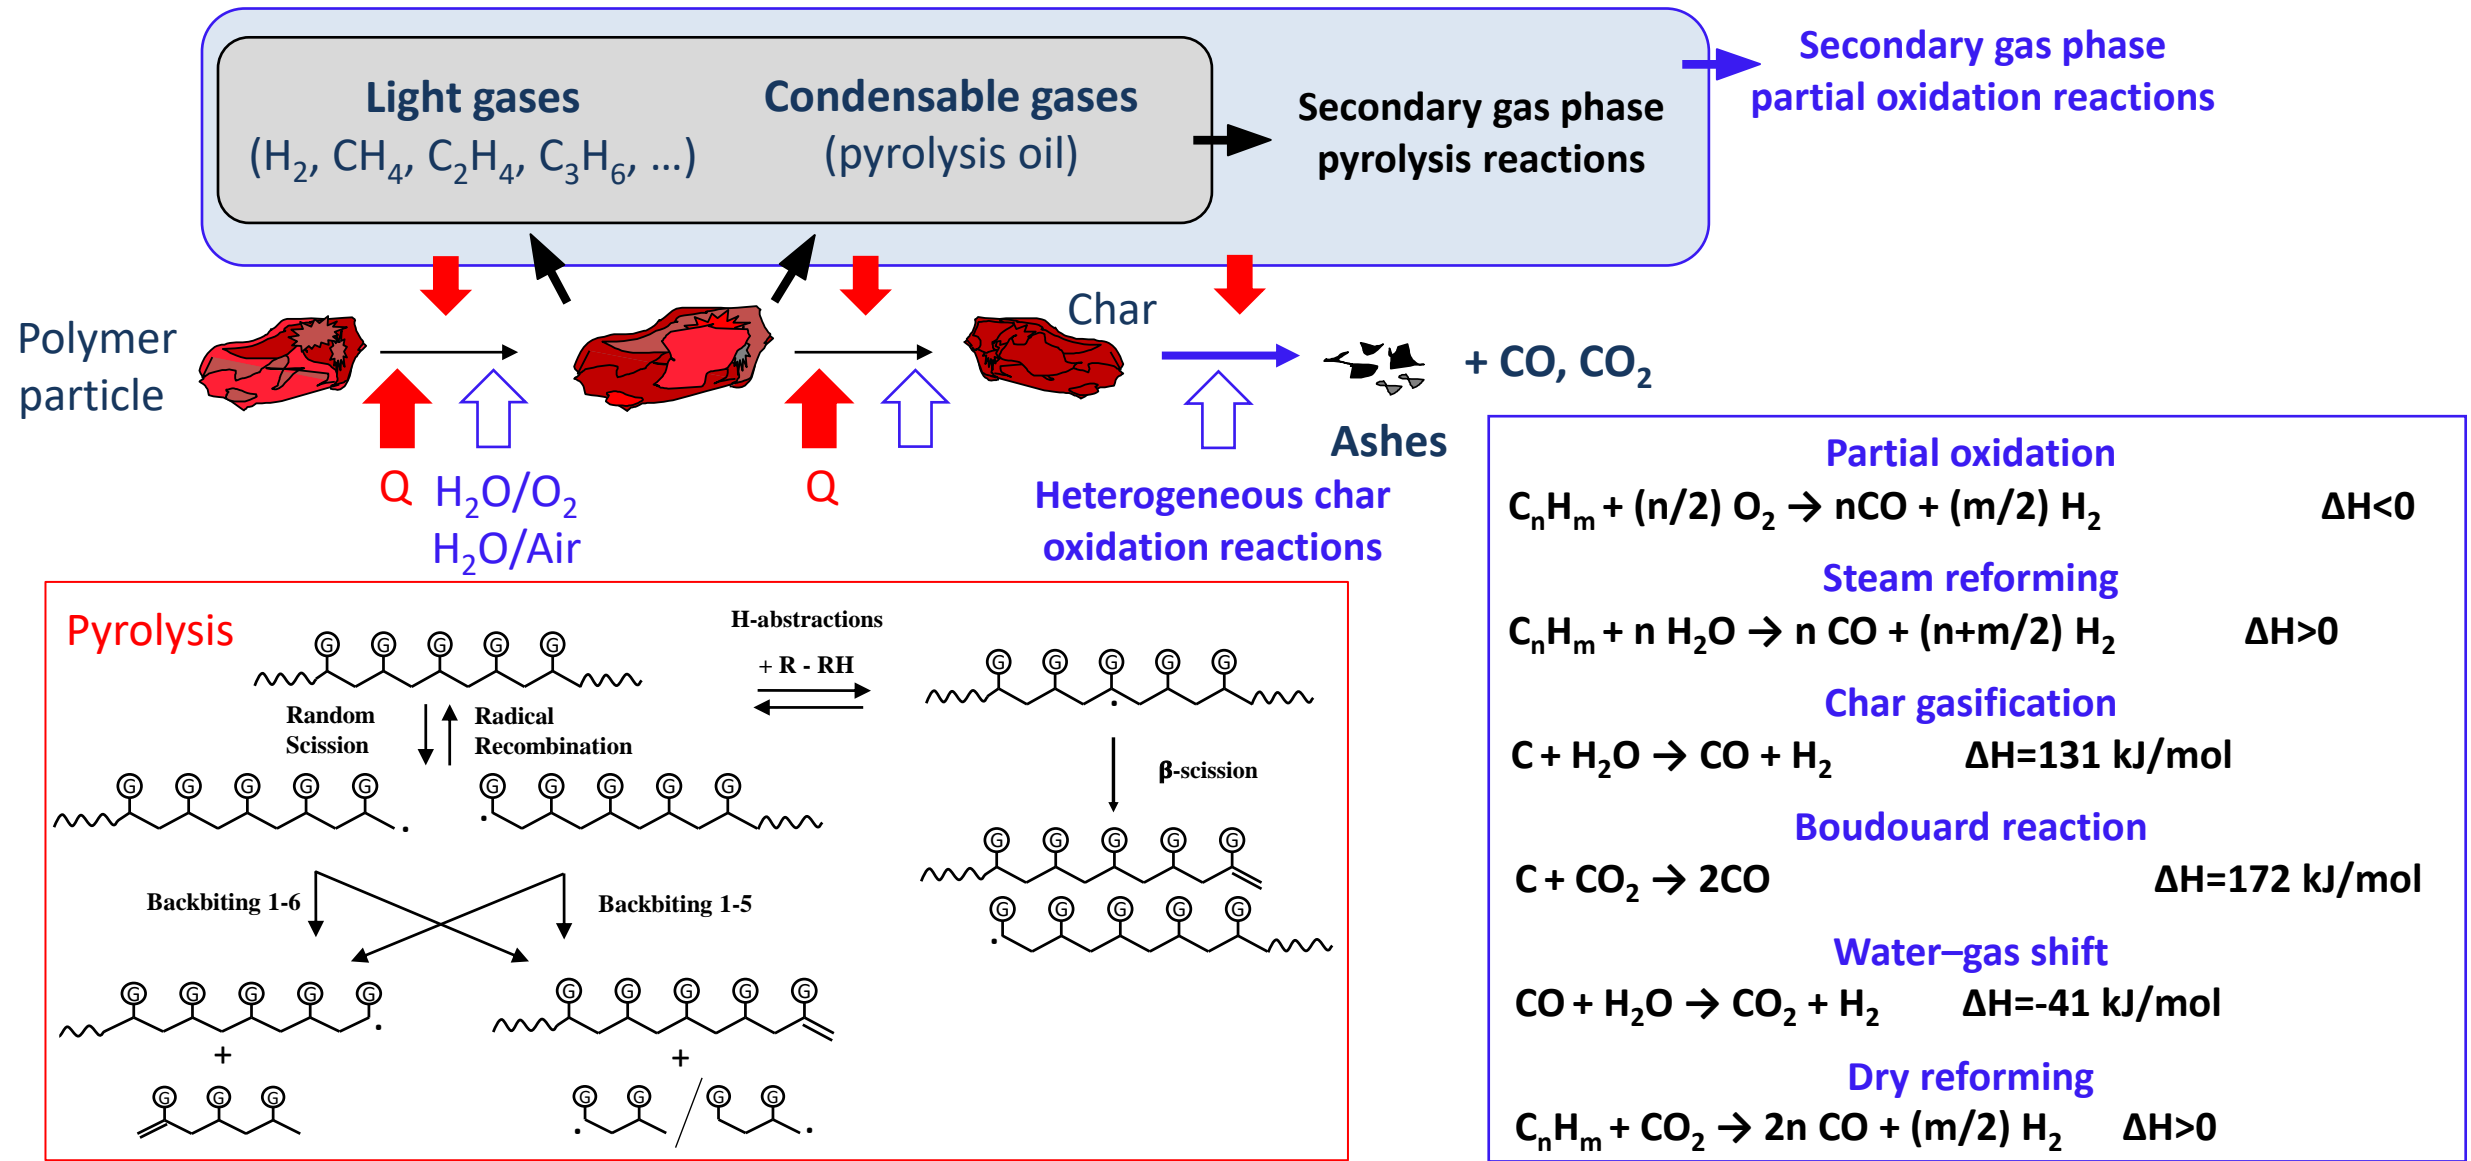 Light gases
(H₂, CH₄, C₂H₄, C₃H₆, ...)
Condensable gases
(pyrolysis oil)
Secondary gas phase
pyrolysis reactions
Secondary gas phase
partial oxidation reactions
Polymer
particle
Char
+ CO, CO₂
Ashes
Q
H₂O/O₂
H₂O/Air
Q
Heterogeneous char
oxidation reactions
Pyrolysis
G G G G G
H-abstractions
+ R - RH
G G G G G
Random
Scission
Radical
Recombination
β-scission
G G G G G
G G G G G
G G G G G
G G G G G
Backbiting 1-6
Backbiting 1-5
G G G G G
+
G G G
G G G G G
+
G G / G G
Partial oxidation
CₙHₘ + (n/2) O₂ → nCO + (m/2) H₂ ΔH<0
Steam reforming
CₙHₘ + n H₂O → n CO + (n+m/2) H₂ ΔH>0
Char gasification
C + H₂O → CO + H₂ ΔH=131 kJ/mol
Boudouard reaction
C + CO₂ → 2CO ΔH=172 kJ/mol
Water–gas shift
CO + H₂O → CO₂ + H₂ ΔH=-41 kJ/mol
Dry reforming
CₙHₘ + CO₂ → 2n CO + (m/2) H₂ ΔH>0